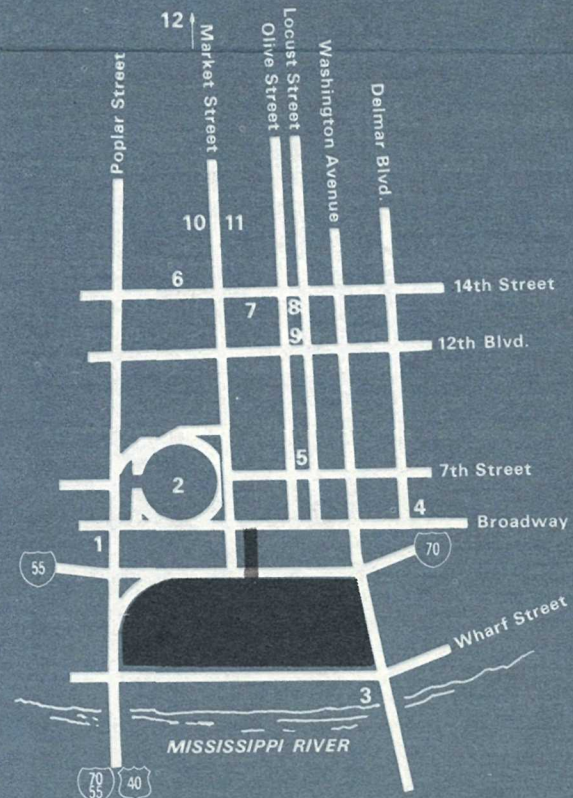 12
Poplar Street
Market Street
Olive Street
Locust Street
Washington Avenue
Delmar Blvd.
10 11
6
14th Street
7
8
9
12th Blvd.
5
2
7th Street
4
Broadway
1
55
70
Wharf Street
3
MISSISSIPPI RIVER
70
55
40